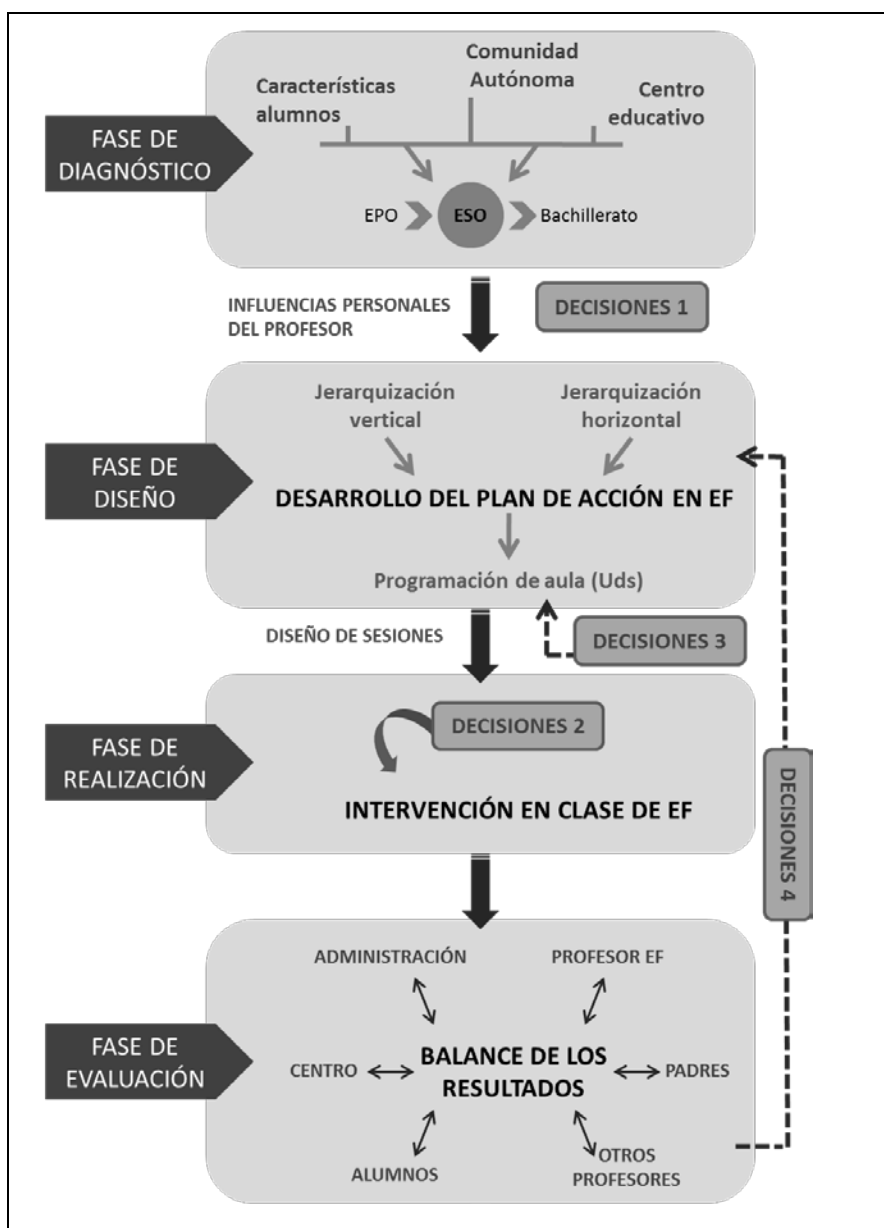 Comunidad
Autónoma
Características
alumnos
Centro
educativo
FASE DE
DIAGNÓSTICO
EPO
ESO
Bachillerato
INFLUENCIAS PERSONALES
DEL PROFESOR
DECISIONES 1
Jerarquización
vertical
Jerarquización
horizontal
FASE DE
DISEÑO
DESARROLLO DEL PLAN DE ACCIÓN EN EF
Programación de aula (Uds)
DISEÑO DE SESIONES
DECISIONES 3
DECISIONES 2
FASE DE
REALIZACIÓN
INTERVENCIÓN EN CLASE DE EF
DECISIONES 4
ADMINISTRACIÓN
PROFESOR EF
FASE DE
EVALUACIÓN
CENTRO
BALANCE DE LOS
RESULTADOS
PADRES
ALUMNOS
OTROS
PROFESORES